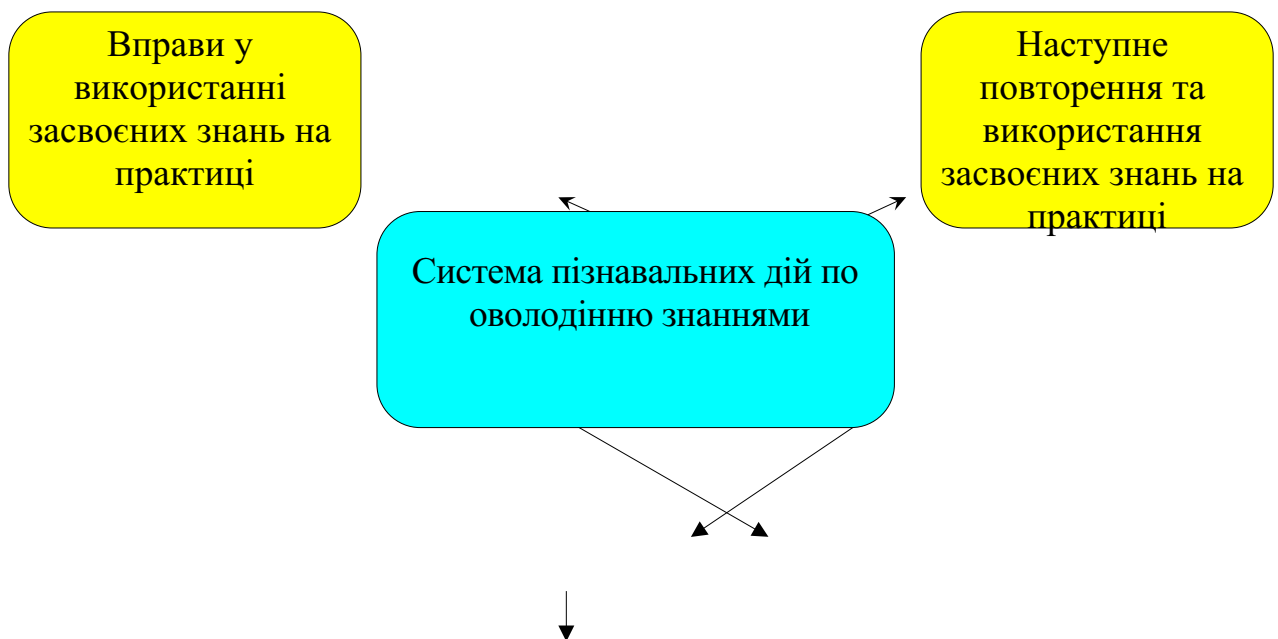 Вправи у
використанні
засвоєних знань на
практиці
Наступне
повторення та
використання
засвоєних знань на
практиці
Система пізнавальних дій по
оволодінню знаннями